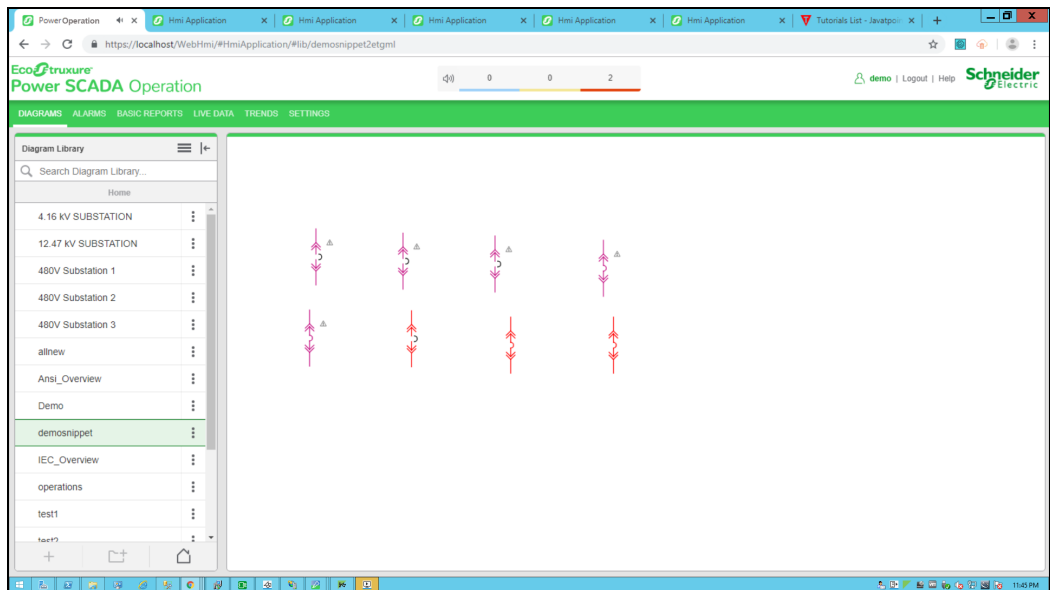 PowerOperation
Hmi Application
Hmi Application
Hmi Application
Hmi Application
Hmi Application
Tutorials List - Javatpoi
https://localhost/WebHmi/#HmiApplication/#lib/demosnippet2etgml
EcoStruxure
Power SCADA Operation
0 0 2
demo | Logout | Help
Schneider
Electric
DIAGRAMS ALARMS BASIC REPORTS LIVE DATA TRENDS SETTINGS
Diagram Library
Search Diagram Library...
Home
4.16 kV SUBSTATION
12.47 kV SUBSTATION
480V Substation 1
480V Substation 2
480V Substation 3
allnew
Ansi_Overview
Demo
demosnippet
IEC_Overview
operations
test1
test2
11:45 PM